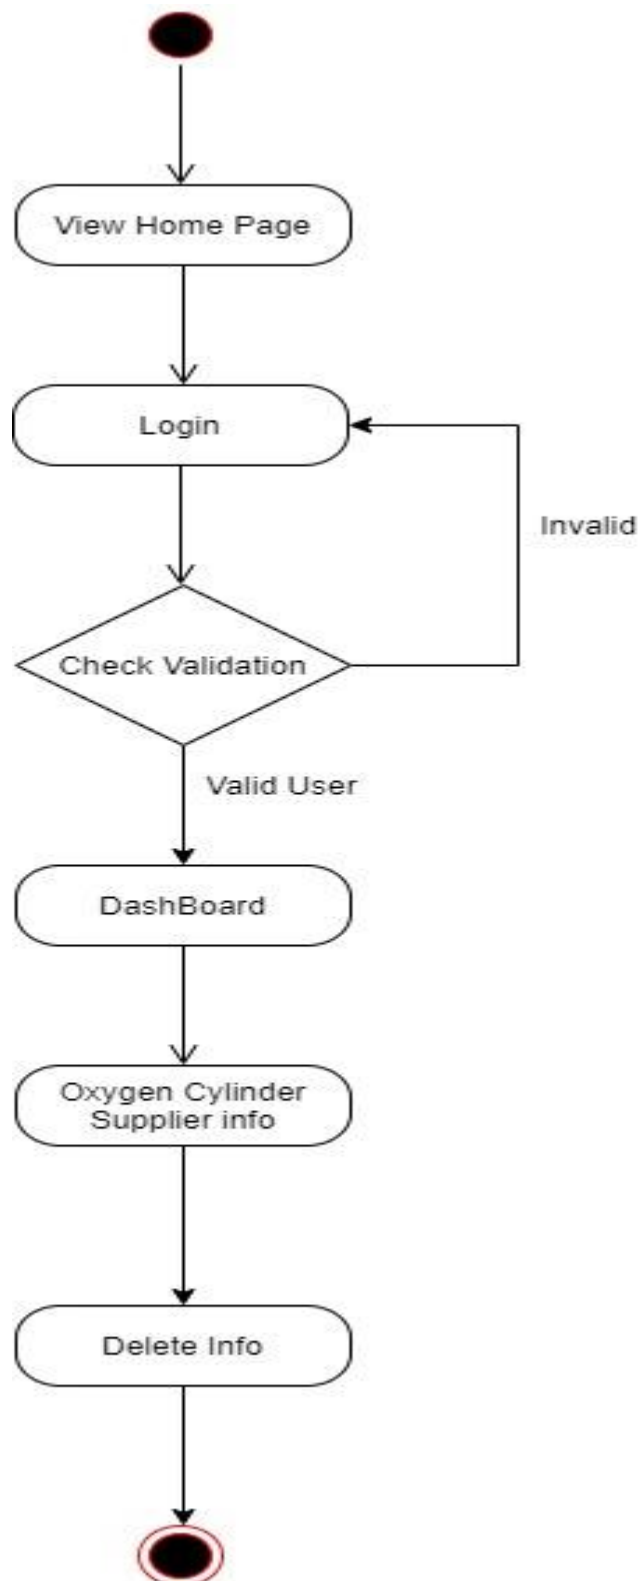 View Home Page
Login
Invalid
Check Validation
Valid User
DashBoard
Oxygen Cylinder
Supplier info
Delete Info